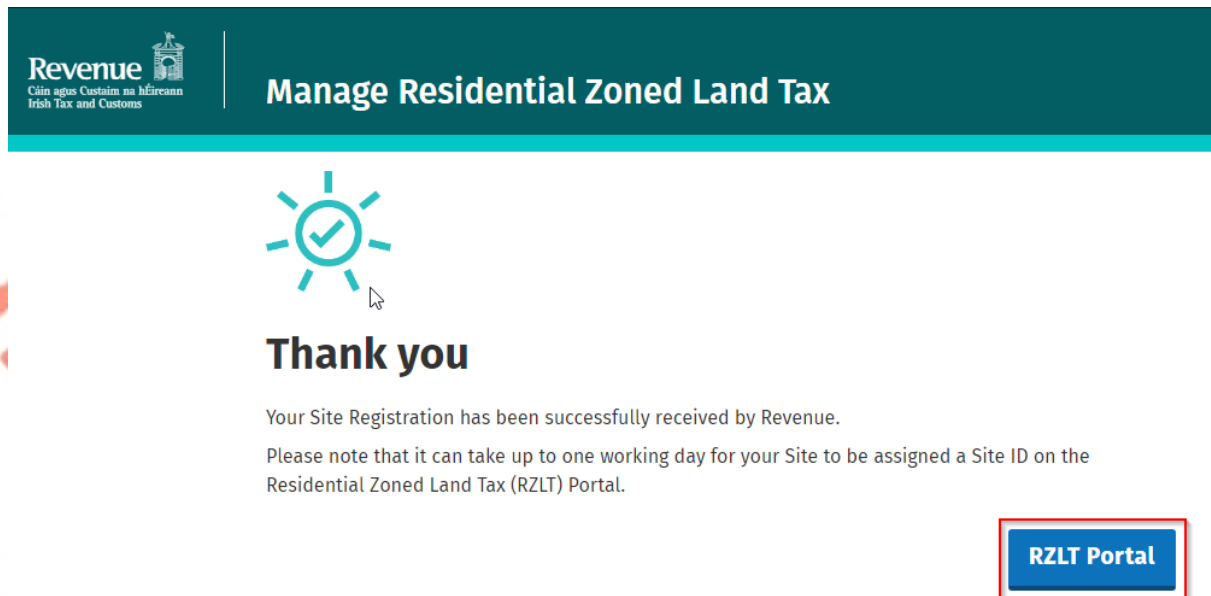 Revenue
Cáin agus Custaim na hÉireann
Irish Tax and Customs
Manage Residential Zoned Land Tax
Thank you
Your Site Registration has been successfully received by Revenue.
Please note that it can take up to one working day for your Site to be assigned a Site ID on the
Residential Zoned Land Tax (RZLT) Portal.
RZLT Portal